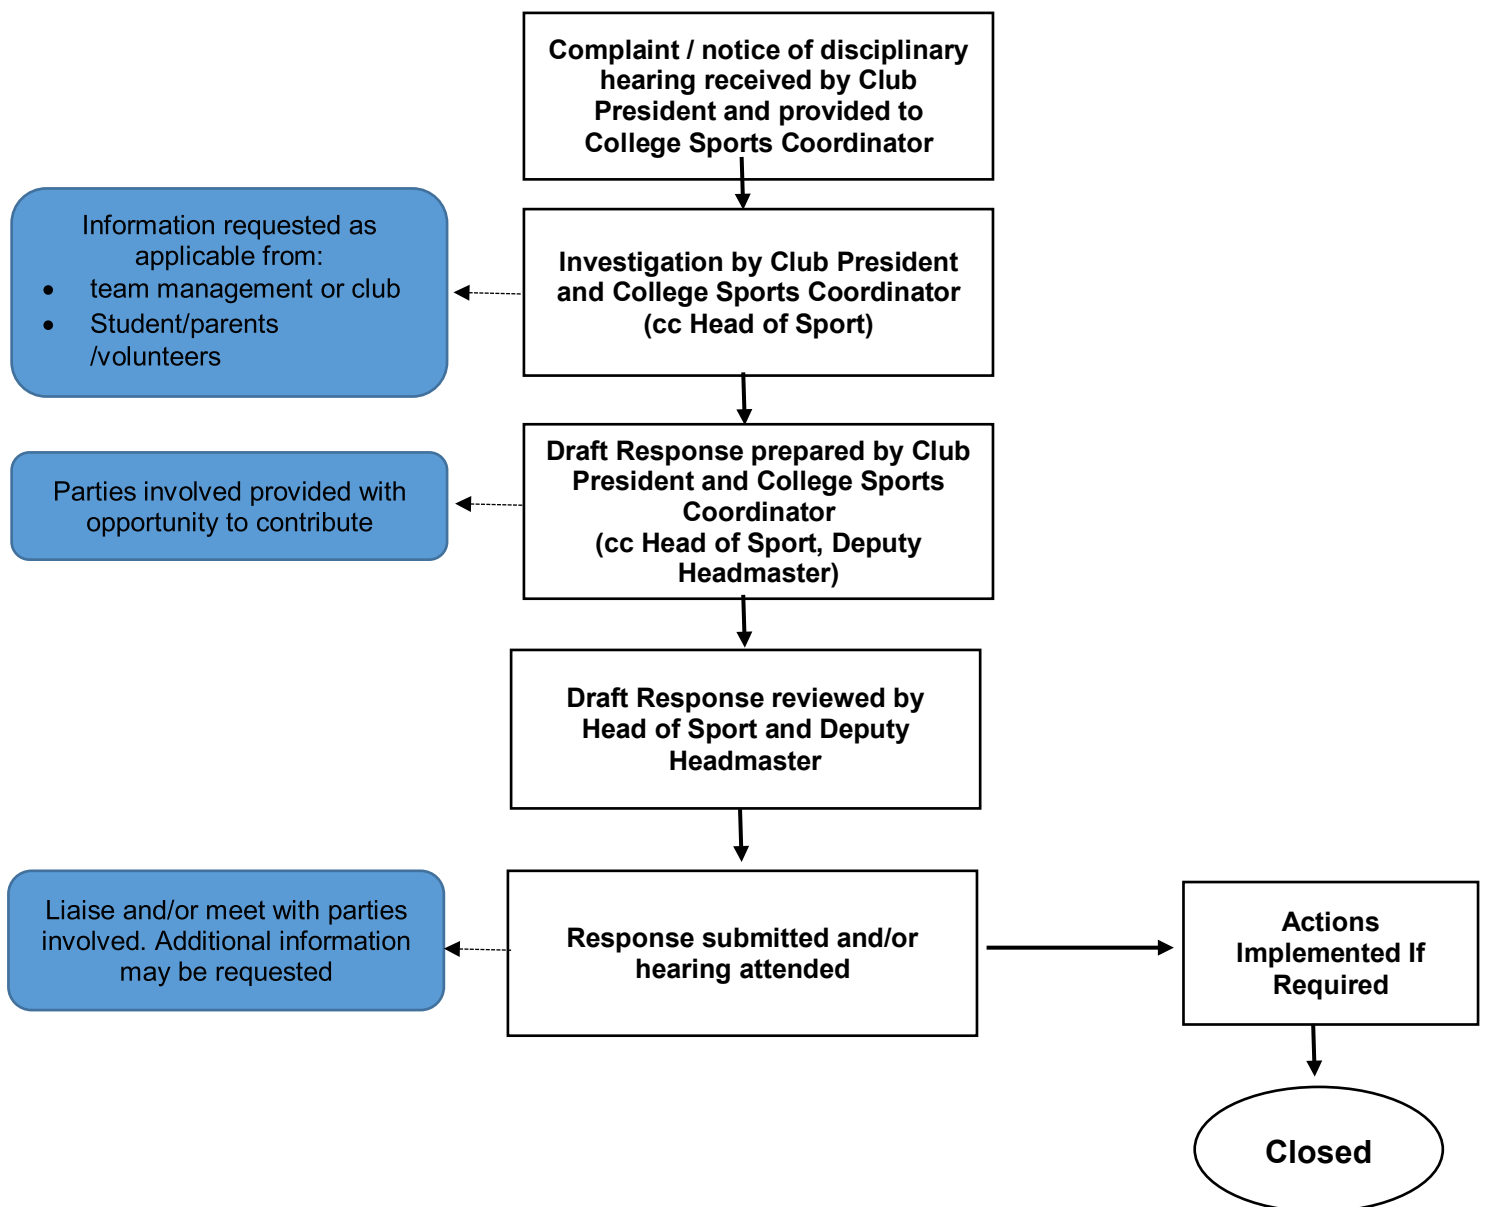 Complaint / notice of disciplinary
hearing received by Club
President and provided to
College Sports Coordinator
Information requested as
applicable from:
• team management or club
• Student/parents
/volunteers
Investigation by Club President
and College Sports Coordinator
(cc Head of Sport)
Draft Response prepared by Club
President and College Sports
Coordinator
(cc Head of Sport, Deputy
Headmaster)
Parties involved provided with
opportunity to contribute
Draft Response reviewed by
Head of Sport and Deputy
Headmaster
Liaise and/or meet with parties
involved. Additional information
may be requested
Response submitted and/or
hearing attended
Actions
Implemented If
Required
Closed